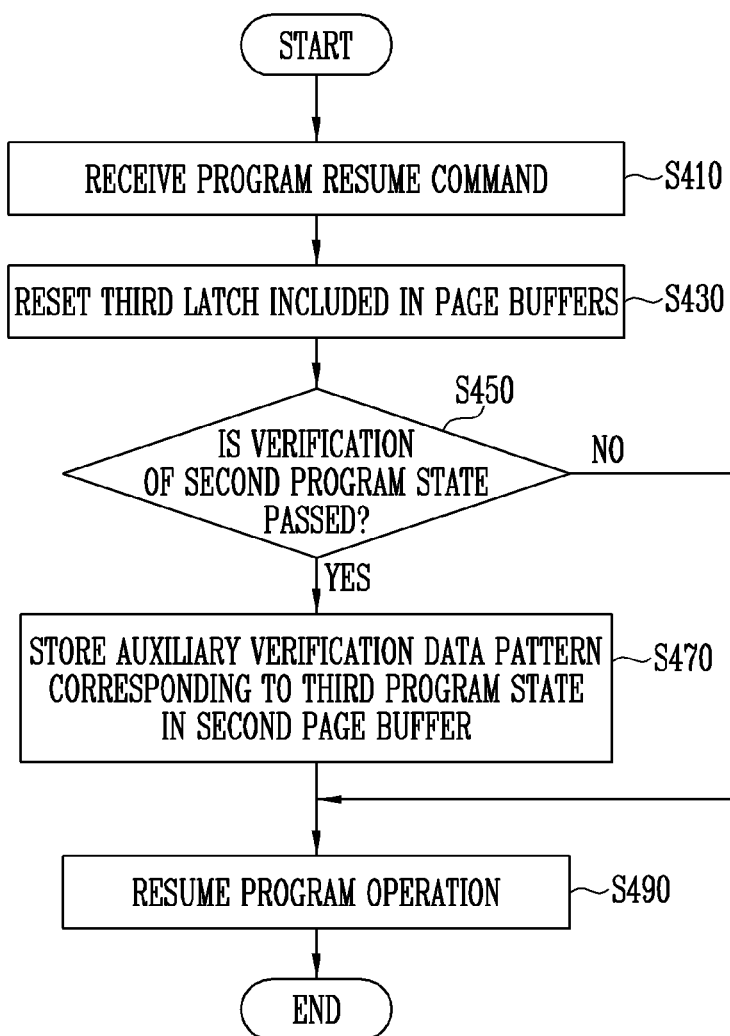 START
RECEIVE PROGRAM RESUME COMMAND
S410
RESET THIRD LATCH INCLUDED IN PAGE BUFFERS
S430
S450
IS VERIFICATION
OF SECOND PROGRAM STATE
PASSED?
NO
YES
STORE AUXILIARY VERIFICATION DATA PATTERN
CORRESPONDING TO THIRD PROGRAM STATE
IN SECOND PAGE BUFFER
S470
RESUME PROGRAM OPERATION
S490
END